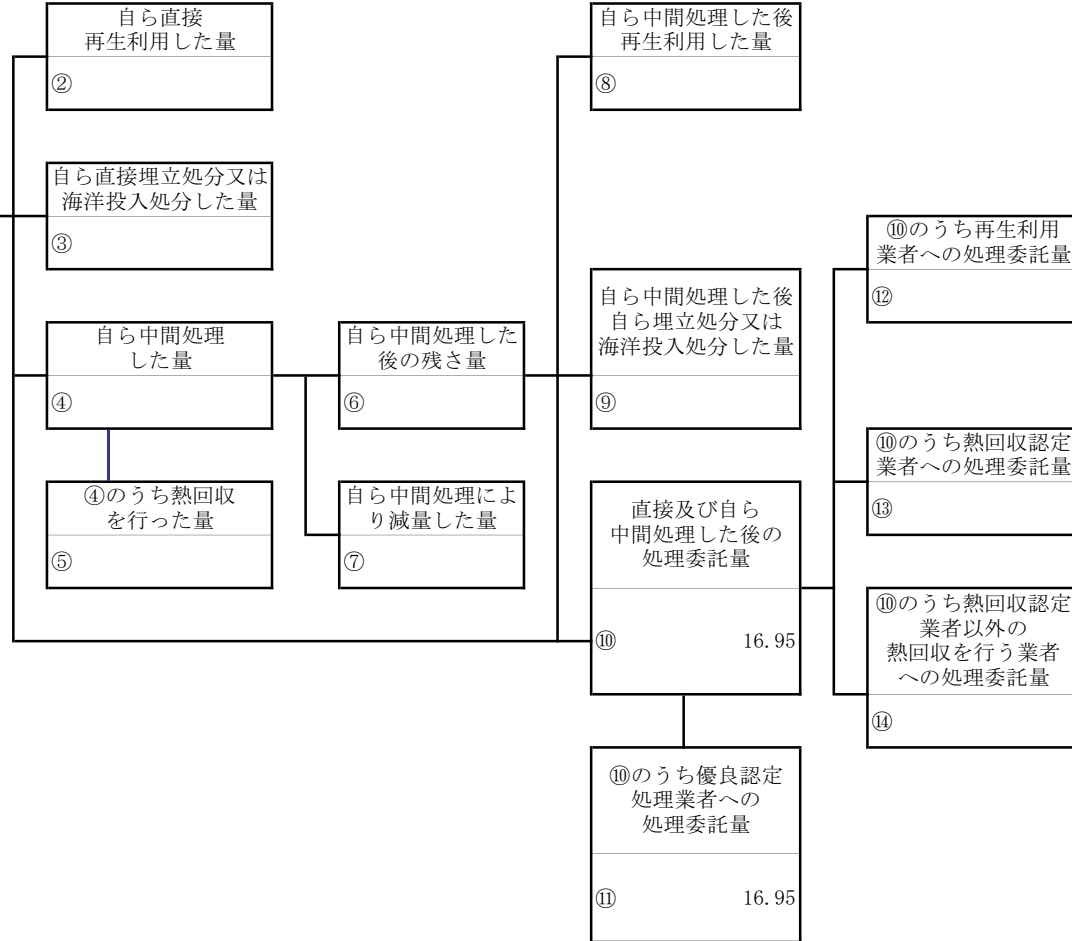 自ら直接
再生利用した量
②
自ら中間処理した後
再生利用した量
⑧
自ら直接埋立処分又は
海洋投入処分した量
③
⑩のうち再生利用
業者への処理委託量
⑫
自ら中間処理した後
自ら埋立処分又は
海洋投入処分した量
⑨
自ら中間処理
した量
④
自ら中間処理した
後の残さ量
⑥
⑩のうち熱回収認定
業者への処理委託量
⑬
④のうち熱回収
を行った量
⑤
自ら中間処理によ
り減量した量
⑦
直接及び自ら
中間処理した後の
処理委託量
⑩ 16.95
⑩のうち熱回収認定
業者以外の
熱回収を行う業者
への処理委託量
⑭
⑩のうち優良認定
処理業者への
処理委託量
⑪ 16.95